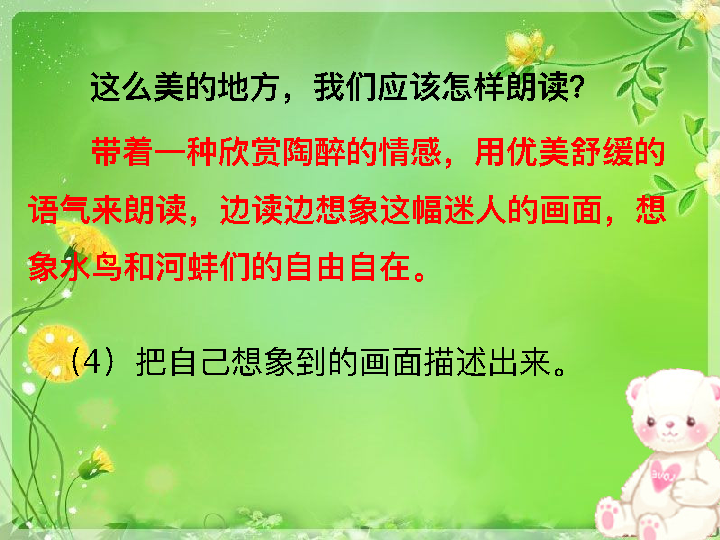 这么美的地方，我们应该怎样朗读？
带着一种欣赏陶醉的情感，用优美舒缓的
语气来朗读，边读边想象这幅迷人的画面，想
象水鸟和河蚌们的自由自在。
（4）把自己想象到的画面描述出来。